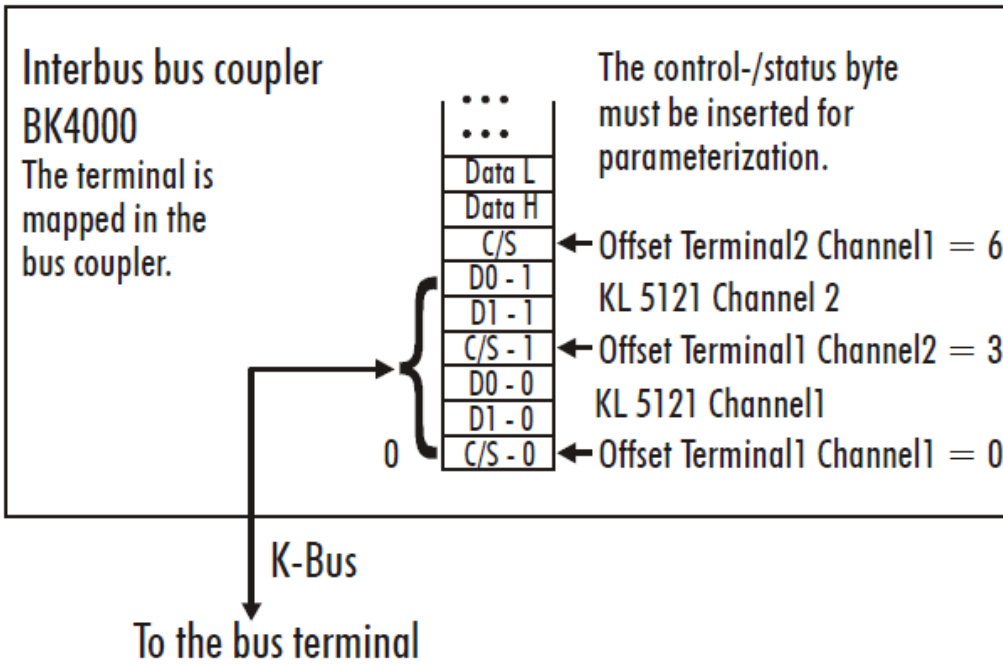 Interbus bus coupler
BK4000
The terminal is
mapped in the
bus coupler.
The control-/status byte
must be inserted for
parameterization.
Data L
Data H
C/S
D0 - 1
D1 - 1
C/S - 1
D0 - 0
D1 - 0
C/S - 0
0
Offset Terminal2 Channel1 = 6
KL 5121 Channel 2
Offset Terminal1 Channel2 = 3
KL 5121 Channel1
Offset Terminal1 Channel1 = 0
K-Bus
To the bus terminal